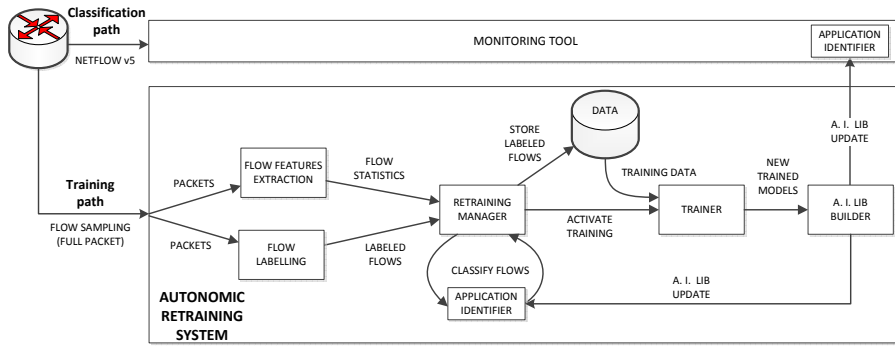 Classification
path
NETFLOW v5
MONITORING TOOL
APPLICATION
IDENTIFIER
Training
path
FLOW SAMPLING
(FULL PACKET)
PACKETS
PACKETS
FLOW FEATURES
EXTRACTION
FLOW
LABELLING
FLOW
STATISTICS
LABELED
FLOWS
RETRAINING
MANAGER
STORE
LABELED
FLOWS
DATA
TRAINING DATA
ACTIVATE
TRAINING
TRAINER
NEW
TRAINED
MODELS
A. I. LIB
UPDATE
A. I. LIB
BUILDER
CLASSIFY FLOWS
APPLICATION
IDENTIFIER
A. I. LIB
UPDATE
AUTONOMIC
RETRAINING
SYSTEM